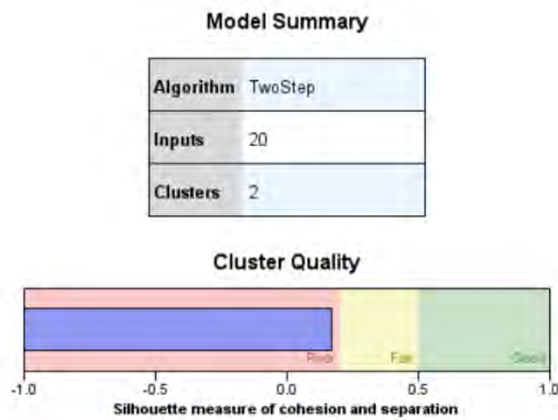 Model Summary
Algorithm TwoStep
Inputs 20
Clusters 2
Cluster Quality
Poor Fair Good
-1.0 -0.5 0.0 0.5 1.0
Silhouette measure of cohesion and separation